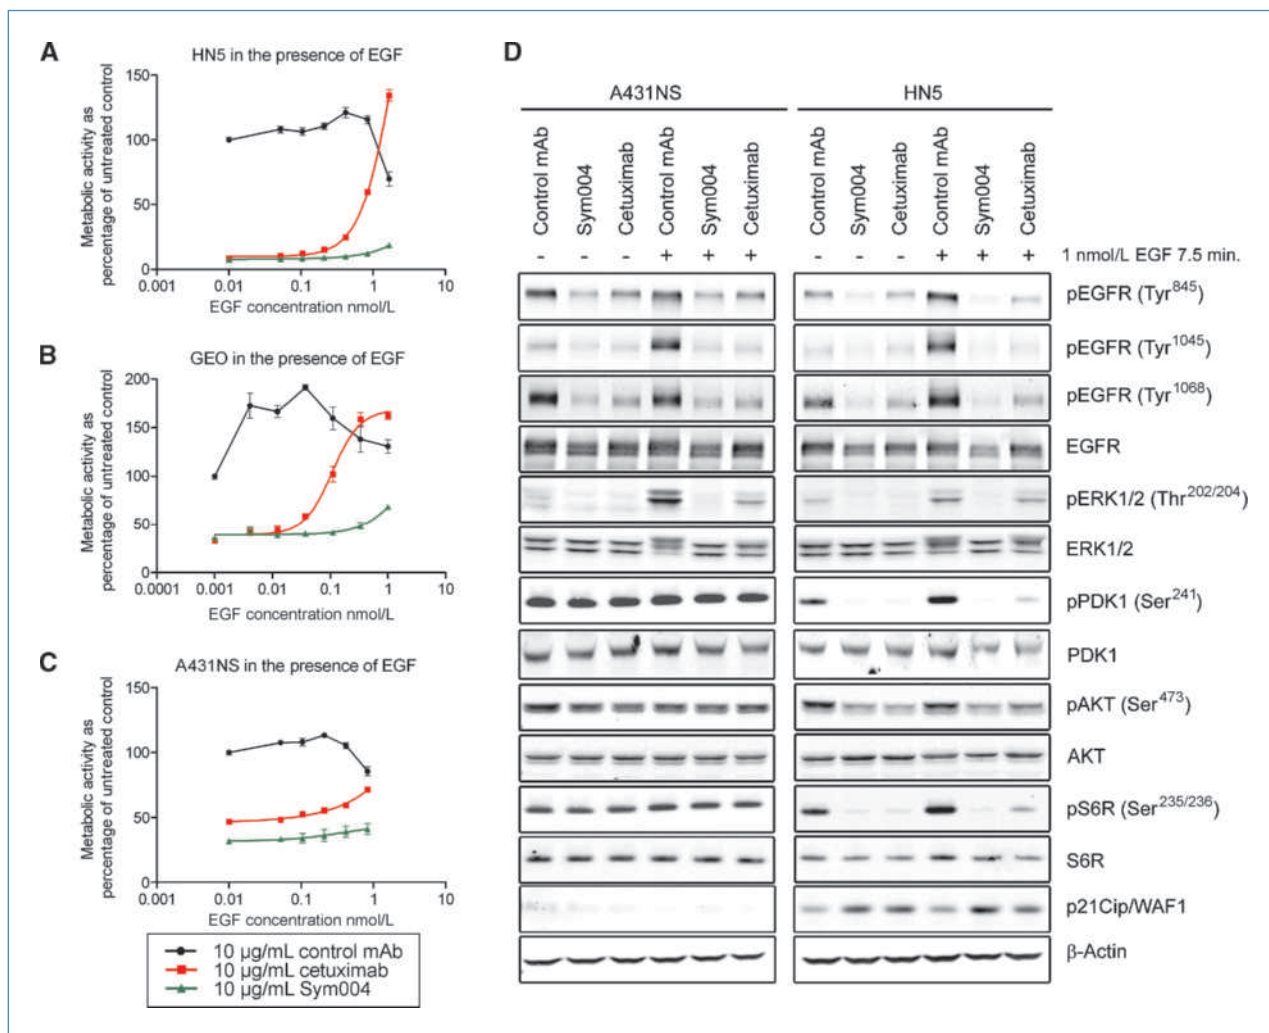 A
HN5 in the presence of EGF
Metabolic activity as
percentage of untreated control
150
100
50
0
0.001
0.01
0.1
1
10
EGF concentration nmol/L
B
GEO in the presence of EGF
Metabolic activity as
percentage of untreated control
200
150
100
50
0
0.0001
0.001
0.01
0.1
1
10
EGF concentration nmol/L
C
A431NS in the presence of EGF
Metabolic activity as
percentage of untreated control
150
100
50
0
0.001
0.01
0.1
1
10
EGF concentration nmol/L
10 µg/mL control mAb
10 µg/mL cetuximab
10 µg/mL Sym004
D
A431NS
HN5
Control mAb
Sym004
Cetuximab
Control mAb
Sym004
Cetuximab
Control mAb
Sym004
Cetuximab
Control mAb
Sym004
Cetuximab
- - - + + + - - - + + + 1 nmol/L EGF 7.5 min.
pEGFR (Tyr⁸⁴⁵)
pEGFR (Tyr¹⁰⁴⁵)
pEGFR (Tyr¹⁰⁶⁸)
EGFR
pERK1/2 (Thr²⁰²/²⁰⁴)
ERK1/2
pPDK1 (Ser²⁴¹)
PDK1
pAKT (Ser⁴⁷³)
AKT
pS6R (Ser²³⁵/²³⁶)
S6R
p21Cip/WAF1
β-Actin